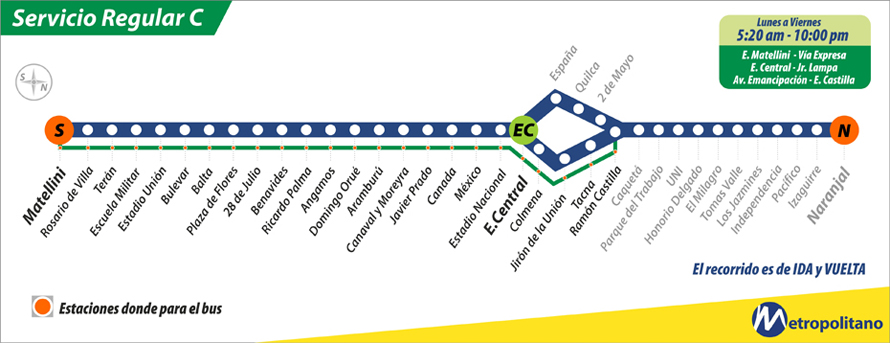 Servicio Regular C
Lunes a Viernes
5:20 am - 10:00 pm
E. Matellini - Vía Expresa
E. Central - Jr. Lampa
Av. Emancipación - E. Castilla
S
N
España
Quilca
2 de Mayo
S
EC
N
Matellini
Rosario de Villa
Terán
Escuela Militar
Estadio Unión
Bulevar
Balta
Plaza de Flores
28 de Julio
Benavides
Ricardo Palma
Angamos
Domingo Orué
Aramburú
Canaval y Moreyra
Javier Prado
Canada
México
Estadio Nacional
E.Central
Colmena
Jirón de la Unión
Tacna
Ramón Castilla
Caquetá
Parque del Trabajo
UNI
Honorio Delgado
El Milagro
Tomas Valle
Los Jazmines
Independencia
Pacífico
Izaguirre
Naranjal
El recorrido es de IDA y VUELTA
Estaciones donde para el bus
Metropolitano